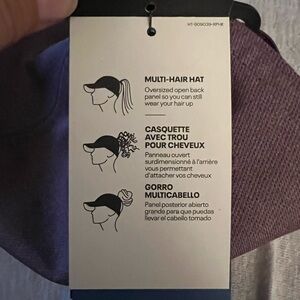 MULTI-HAIR HAT
Oversized open back
panel so you can still
wear your hair up
CASQUETTE
AVEC TROU
POUR CHEVEUX
Panneau ouvert
surdimensionné à l'arrière
vous permettant
d'attacher vos cheveux
GORRO
MULTICABELLO
Panel posterior abierto
grande para que puedas
llevar el cabello tomado